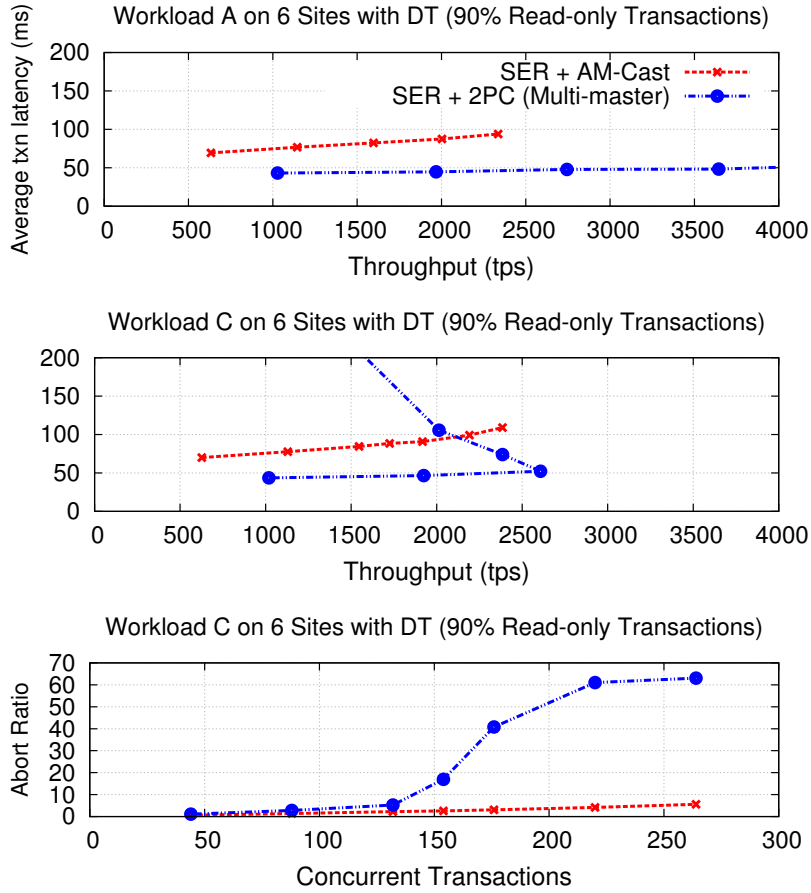 Workload A on 6 Sites with DT (90% Read-only Transactions)
Average txn latency (ms)
200
150
100
50
0
SER + AM-Cast
SER + 2PC (Multi-master)
0 500 1000 1500 2000 2500 3000 3500 4000
Throughput (tps)
Workload C on 6 Sites with DT (90% Read-only Transactions)
200
150
100
50
0
0 500 1000 1500 2000 2500 3000 3500 4000
Throughput (tps)
Workload C on 6 Sites with DT (90% Read-only Transactions)
Abort Ratio
70
60
50
40
30
20
10
0
0 50 100 150 200 250 300
Concurrent Transactions